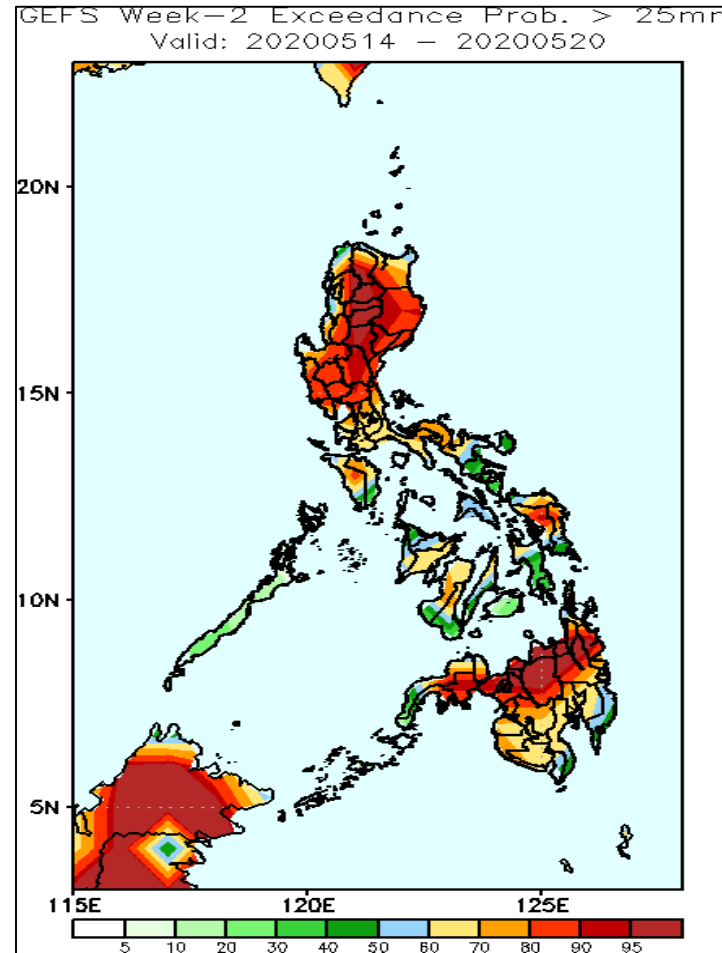 GEFS Week-2 Exceedance Prob. > 25mm
Valid: 20200514 - 20200520
20N
15N
10N
5N
115E 120E 125E
5 10 20 30 40 50 60 70 80 90 95